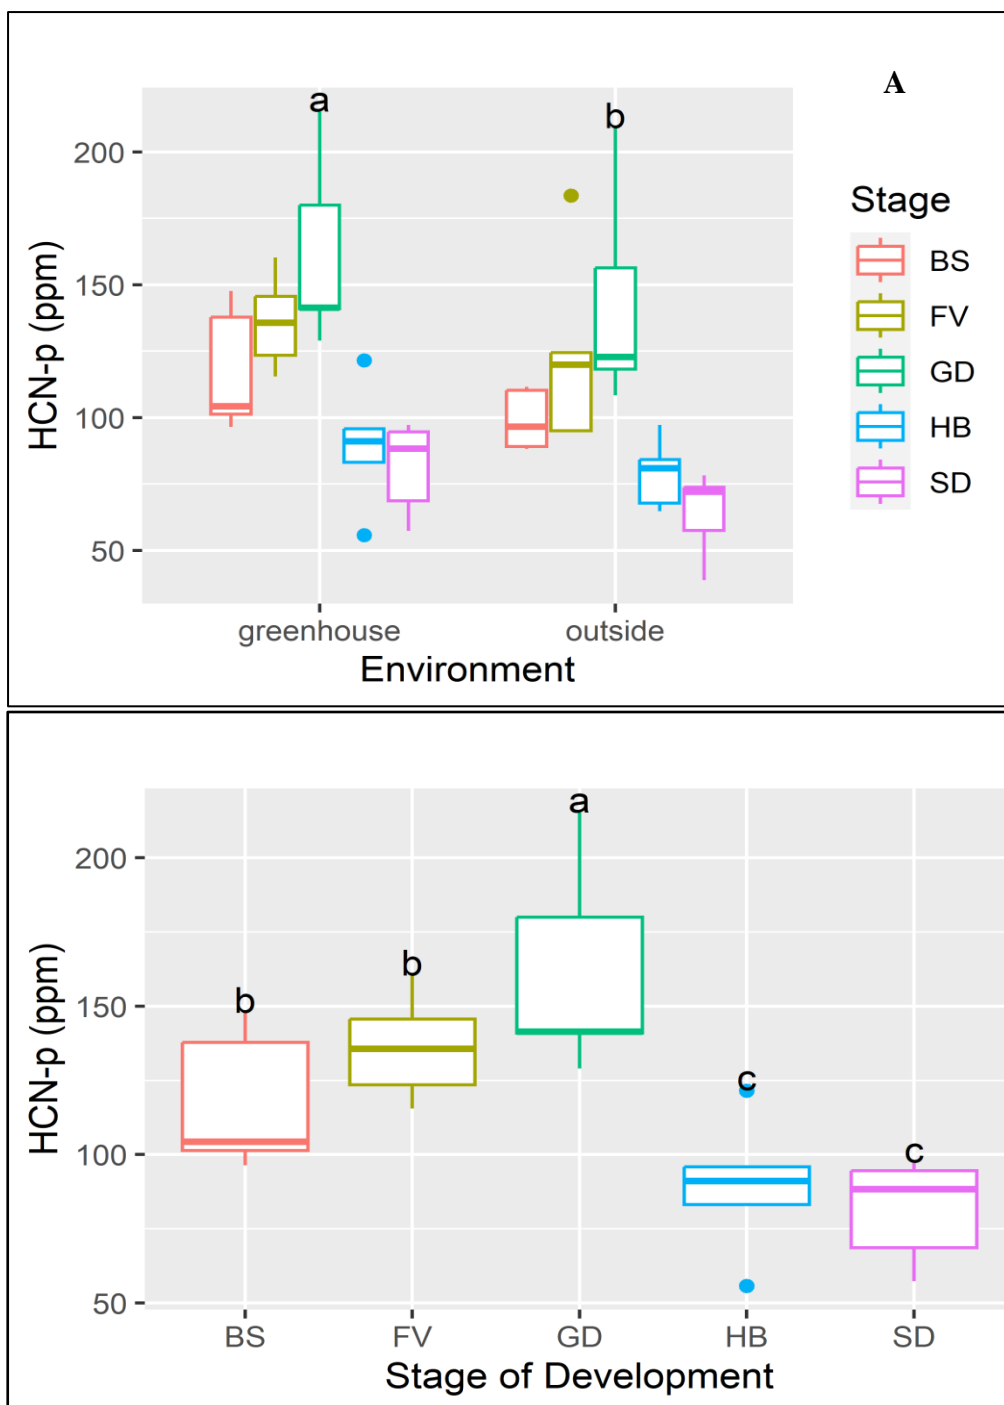 A
a
b
200
150
100
50
HCN-p (ppm)
greenhouse
outside
Environment
Stage
BS
FV
GD
HB
SD
a
b
b
c
c
200
150
100
50
HCN-p (ppm)
BS
FV
GD
HB
SD
Stage of Development